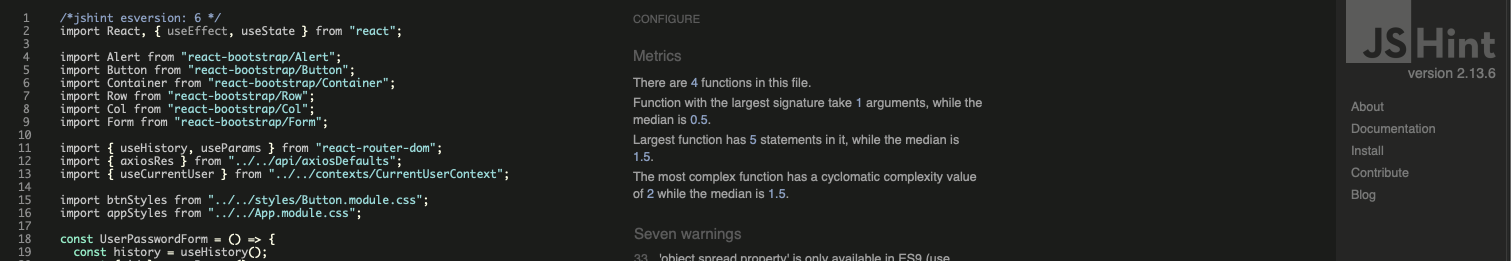 1 /*jshint esversion: 6 */
2 import React, { useEffect, useState } from "react";
3
4 import Alert from "react-bootstrap/Alert";
5 import Button from "react-bootstrap/Button";
6 import Container from "react-bootstrap/Container";
7 import Row from "react-bootstrap/Row";
8 import Col from "react-bootstrap/Col";
9 import Form from "react-bootstrap/Form";
10
11 import { useHistory, useParams } from "react-router-dom";
12 import { axiosRes } from "../../api/axiosDefaults";
13 import { useCurrentUser } from "../../contexts/CurrentUserContext";
14
15 import btnStyles from "../../styles/Button.module.css";
16 import appStyles from "../../App.module.css";
17
18 const UserPasswordForm = () => {
19 const history = useHistory();
CONFIGURE
Metrics
There are 4 functions in this file.
Function with the largest signature take 1 arguments, while the
median is 0.5.
Largest function has 5 statements in it, while the median is
1.5.
The most complex function has a cyclomatic complexity value
of 2 while the median is 1.5.
Seven warnings
33 'object spread property' is only available in ES9 (use
JSHint
version 2.13.6
About
Documentation
Install
Contribute
Blog